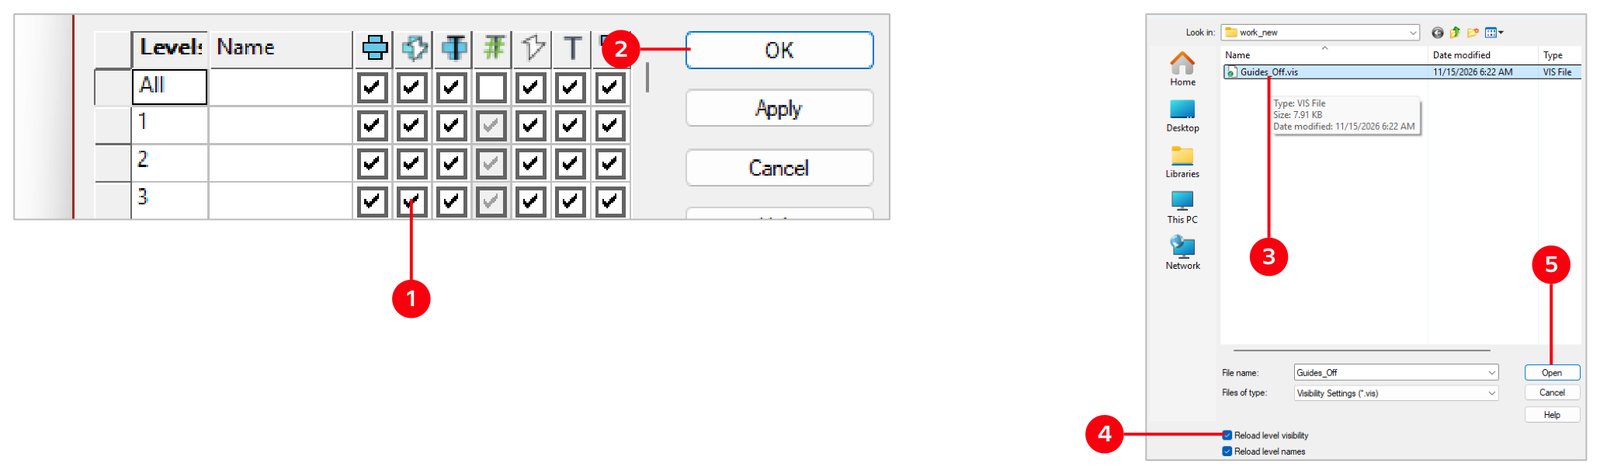 Levels Name
T
All
1
2
3
OK
Apply
Cancel
2
1
Look in: work_new
Name Date modified Type
Guides_Off.vis 11/15/2026 6:22 AM VIS File
Type: VIS File
Size: 7.91 KB
Date modified: 11/15/2026 6:22 AM
Home
Desktop
Libraries
This PC
Network
3
5
File name: Guides_Off Open
Files of type: Visibility Settings (*.vis) Cancel
Help
4
Reload level visibility
Reload level names